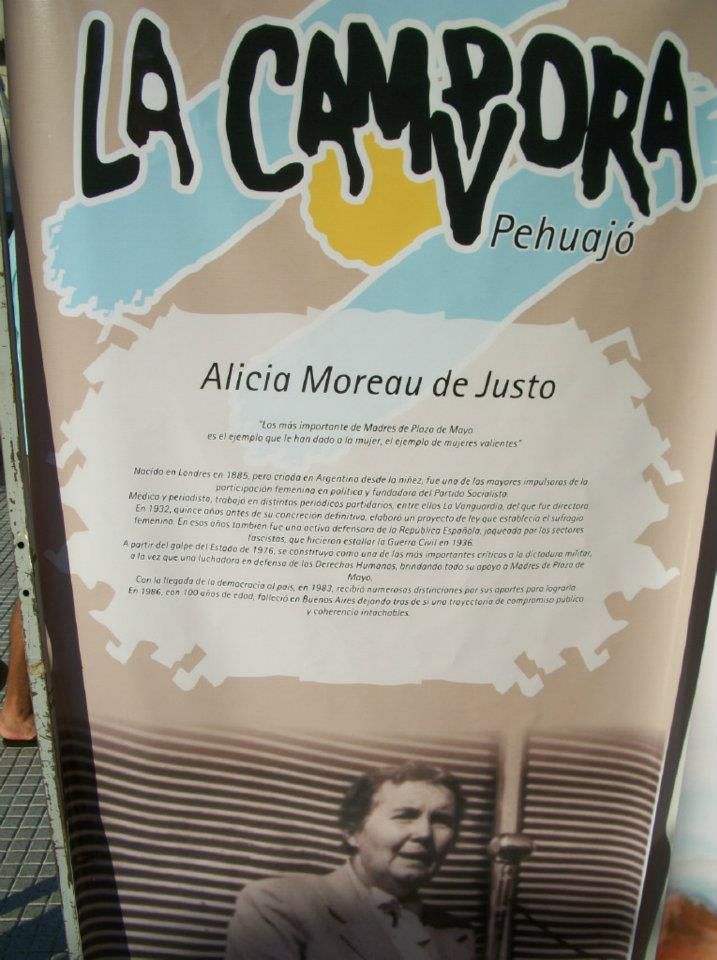 LA CAMPORA
Pehuajó
Alicia Moreau de Justo
"Los más importante de Madres de Plaza de Mayo
es el ejemplo que le han dado a la mujer, el ejemplo de mujeres valientes"
Nacida en Londres en 1885, pero criada en Argentina desde la niñez, fue una de las mayores impulsoras de la
participación femenina en política y fundadora del Partido Socialista.
Médica y periodista, trabajó en distintos periódicos partidarios, entre ellos La Vanguardia, del que fue directora.
En 1932, quince años antes de su concreción definitiva, elaboró un proyecto de ley que establecía el sufragio
femenino. En esos años también fue una activa defensora de la República Española, jaqueada por los sectores
fascistas, que hicieron estallar la Guerra Civil en 1936.
A partir del golpe del Estado de 1976, se constituyó como una de las más importantes críticas a la dictadura militar,
a la vez que una luchadora en defensa de los Derechos Humanos, brindando todo su apoyo a Madres de Plaza de
Mayo.
Con la llegada de la democracia al país, en 1983, recibió numerosas distinciones por sus aportes para lograrla.
En 1986, con 100 años de edad, falleció en Buenos Aires dejando tras de sí una trayectoria de compromiso público
y coherencia intachables.